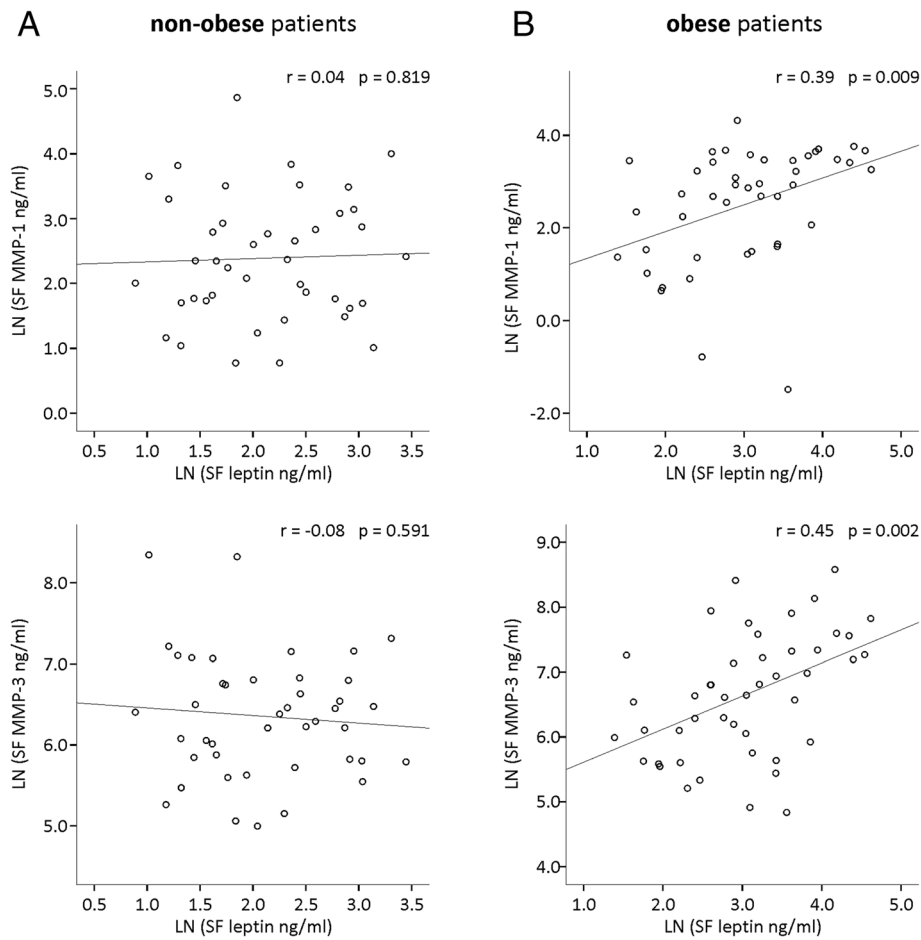 A
non-obese patients
r = 0.04 p = 0.819
LN (SF MMP-1 ng/ml)
5.0
4.0
3.0
2.0
1.0
0.0
0.5 1.0 1.5 2.0 2.5 3.0 3.5
LN (SF leptin ng/ml)
B
obese patients
r = 0.39 p = 0.009
LN (SF MMP-1 ng/ml)
4.0
2.0
0.0
-2.0
1.0 2.0 3.0 4.0 5.0
LN (SF leptin ng/ml)
r = -0.08 p = 0.591
LN (SF MMP-3 ng/ml)
8.0
7.0
6.0
5.0
0.5 1.0 1.5 2.0 2.5 3.0 3.5
LN (SF leptin ng/ml)
r = 0.45 p = 0.002
LN (SF MMP-3 ng/ml)
9.0
8.0
7.0
6.0
5.0
4.0
1.0 2.0 3.0 4.0 5.0
LN (SF leptin ng/ml)